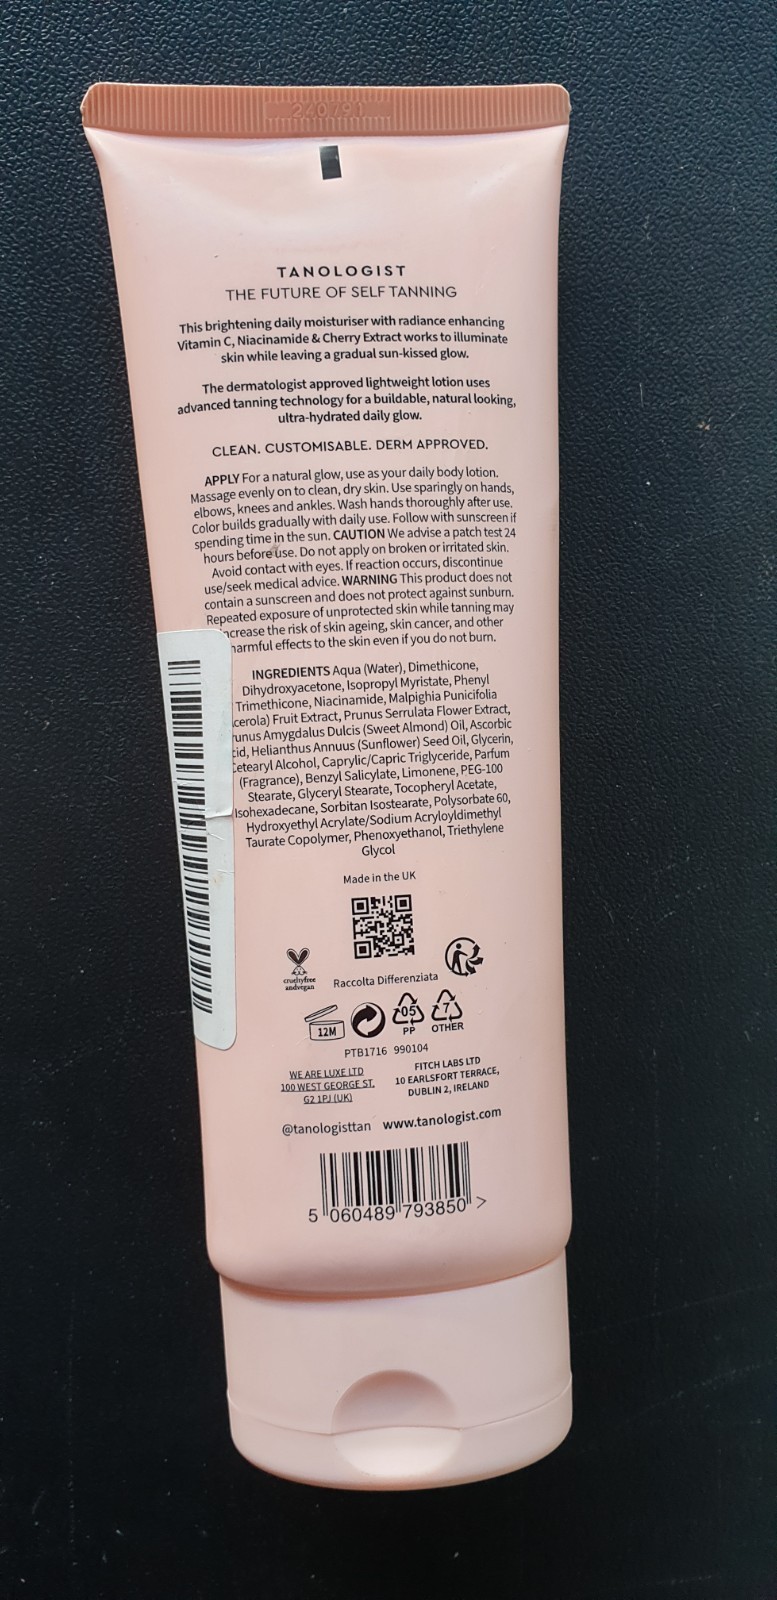 240791
TANOLOGIST
THE FUTURE OF SELF TANNING
This brightening daily moisturiser with radiance enhancing
Vitamin C, Niacinamide & Cherry Extract works to illuminate
skin while leaving a gradual sun-kissed glow.
The dermatologist approved lightweight lotion uses
advanced tanning technology for a buildable, natural looking,
ultra-hydrated daily glow.
CLEAN. CUSTOMISABLE. DERM APPROVED.
APPLY For a natural glow, use as your daily body lotion.
Massage evenly on to clean, dry skin. Use sparingly on hands,
elbows, knees and ankles. Wash hands thoroughly after use.
Color builds gradually with daily use. Follow with sunscreen if
spending time in the sun. CAUTION We advise a patch test 24
hours before use. Do not apply on broken or irritated skin.
Avoid contact with eyes. If reaction occurs, discontinue
use/seek medical advice. WARNING This product does not
contain a sunscreen and does not protect against sunburn.
Repeated exposure of unprotected skin while tanning may
increase the risk of skin ageing, skin cancer, and other
harmful effects to the skin even if you do not burn.
INGREDIENTS Aqua (Water), Dimethicone,
Dihydroxyacetone, Isopropyl Myristate, Phenyl
Trimethicone, Niacinamide, Malpighia Punicifolia
cerola) Fruit Extract, Prunus Serrulata Flower Extract,
runus Amygdalus Dulcis (Sweet Almond) Oil, Ascorbic
id, Helianthus Annuus (Sunflower) Seed Oil, Glycerin,
Cetearyl Alcohol, Caprylic/Capric Triglyceride, Parfum
(Fragrance), Benzyl Salicylate, Limonene, PEG-100
Stearate, Glyceryl Stearate, Tocopheryl Acetate,
Isohexadecane, Sorbitan Isostearate, Polysorbate 60,
Hydroxyethyl Acrylate/Sodium Acryloyldimethyl
Taurate Copolymer, Phenoxyethanol, Triethylene
Glycol
Made in the UK
crueltyfree
andvegan
Raccolta Differenziata
12M
05
PP
7
OTHER
PTB1716 990104
WE ARE LUXE LTD
100 WEST GEORGE ST,
G2 1PJ (UK)
FITCH LABS LTD
10 EARLSFORT TERRACE,
DUBLIN 2, IRELAND
@tanologisttan www.tanologist.com
5 060489 793850 >